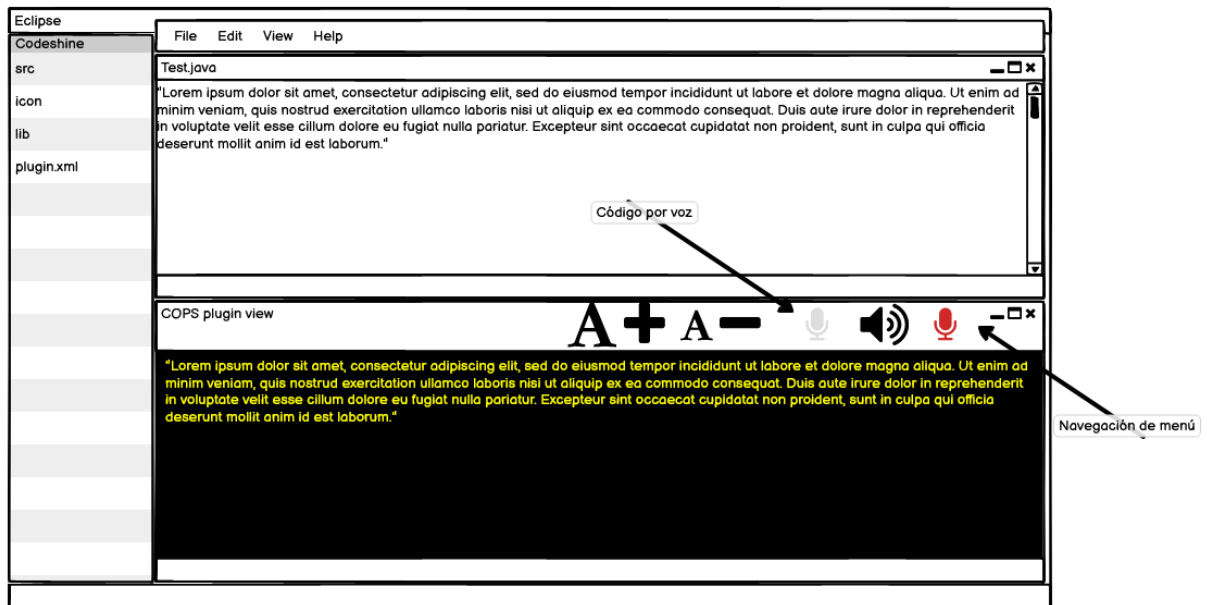 Eclipse
File Edit View Help
Codeshine
src
icon
lib
plugin.xml
Test.java
"Lorem ipsum dolor sit amet, consectetur adipiscing elit, sed do eiusmod tempor incididunt ut labore et dolore magna aliqua. Ut enim ad
minim veniam, quis nostrud exercitation ullamco laboris nisi ut aliquip ex ea commodo consequat. Duis aute irure dolor in reprehenderit
in voluptate velit esse cillum dolore eu fugiat nulla pariatur. Excepteur sint occaecat cupidatat non proident, sunt in culpa qui officia
deserunt mollit anim id est laborum."
Código por voz
COPS plugin view
A A
"Lorem ipsum dolor sit amet, consectetur adipiscing elit, sed do eiusmod tempor incididunt ut labore et dolore magna aliqua. Ut enim ad
minim veniam, quis nostrud exercitation ullamco laboris nisi ut aliquip ex ea commodo consequat. Duis aute irure dolor in reprehenderit
in voluptate velit esse cillum dolore eu fugiat nulla pariatur. Excepteur sint occaecat cupidatat non proident, sunt in culpa qui officia
deserunt mollit anim id est laborum."
Navegación de menú